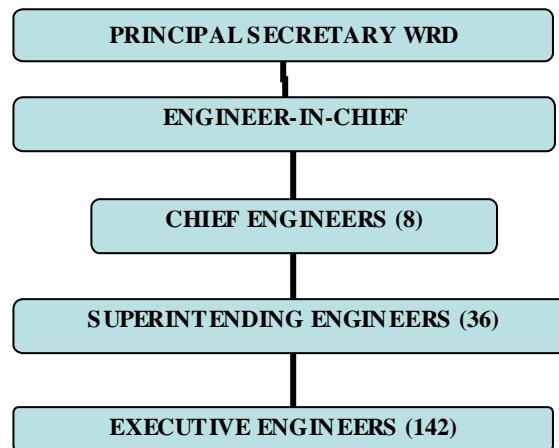 PRINCIPAL SECRETARY WRD
ENGINEER-IN-CHIEF
CHIEF ENGINEERS (8)
SUPERINTENDING ENGINEERS (36)
EXECUTIVE ENGINEERS (142)